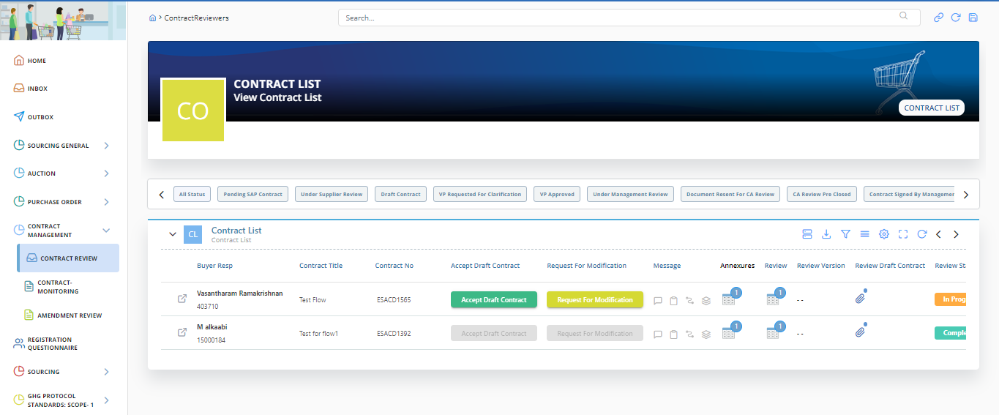 ContractReviewers
Search...
HOME
INBOX
OUTBOX
SOURCING GENERAL
AUCTION
PURCHASE ORDER
CONTRACT
MANAGEMENT
CONTRACT REVIEW
CONTRACT-
MONITORING
AMENDMENT REVIEW
REGISTRATION
QUESTIONNAIRE
SOURCING
GHG PROTOCOL
STANDARDS: SCOPE- 1
CO
CONTRACT LIST
View Contract List
CONTRACT LIST
All Status
Pending SAP Contract
Under Supplier Review
Draft Contract
VP Requested For Clarification
VP Approved
Under Management Review
Document Resent For CA Review
CA Review Pre Closed
Contract Signed By Managemen
CL
Contract List
Contract List
Buyer Resp Contract Title Contract No Accept Draft Contract Request For Modification Message Annexures Review Review Version Review Draft Contract Review Sta
Vasantharam Ramakrishnan
403710
Test Flow ESACD1565 Accept Draft Contract Request For Modification 1 1 - - In Prog
M alkaabi
15000184
Test for flow1 ESACD1392 Accept Draft Contract Request For Modification 1 1 - - Comple